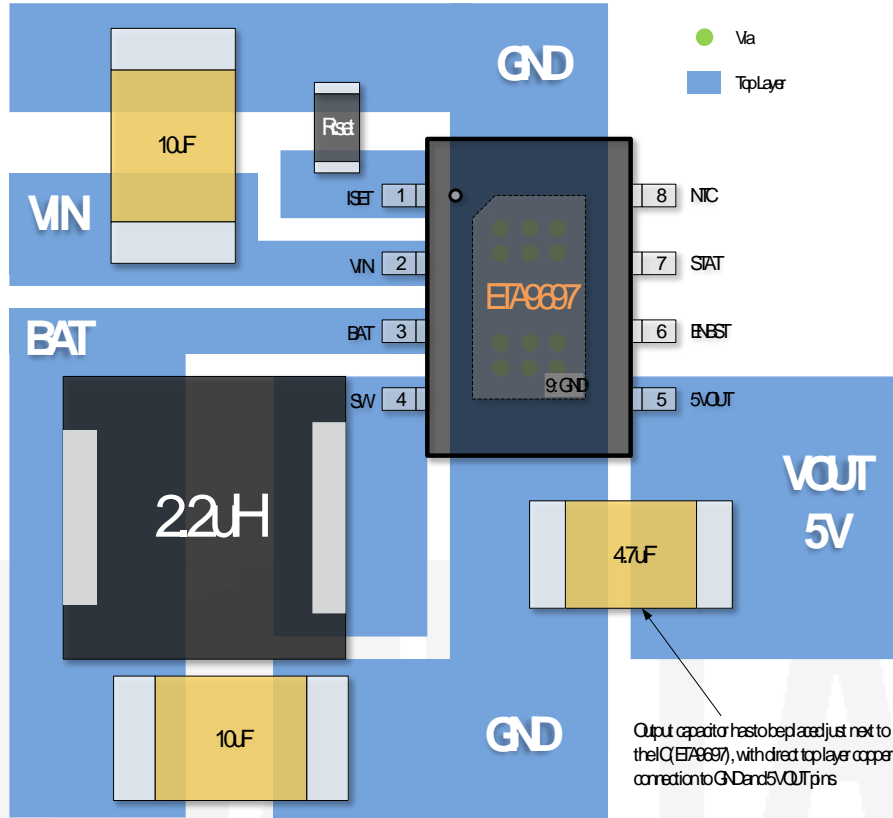 GND
Via
Top Layer
10uF
Riset
VIN
ISET 1
8 NTC
VIN 2
7 STAT
ETA9697
BAT
BAT 3
6 ENBST
9: GND
SW 4
5 5VOUT
2.2uH
VOUT
5V
4.7uF
10uF
GND
Output capacitor has to be placed just next to
the IC(ETA9697), with direct top layer copper
connection to GND and 5VOUT pins.